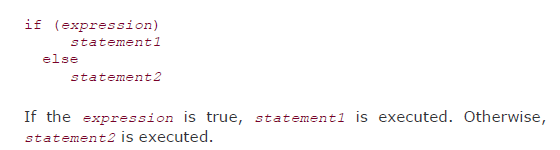 if (expression)
statement1
else
statement2
If the expression is true, statement1 is executed. Otherwise,
statement2 is executed.